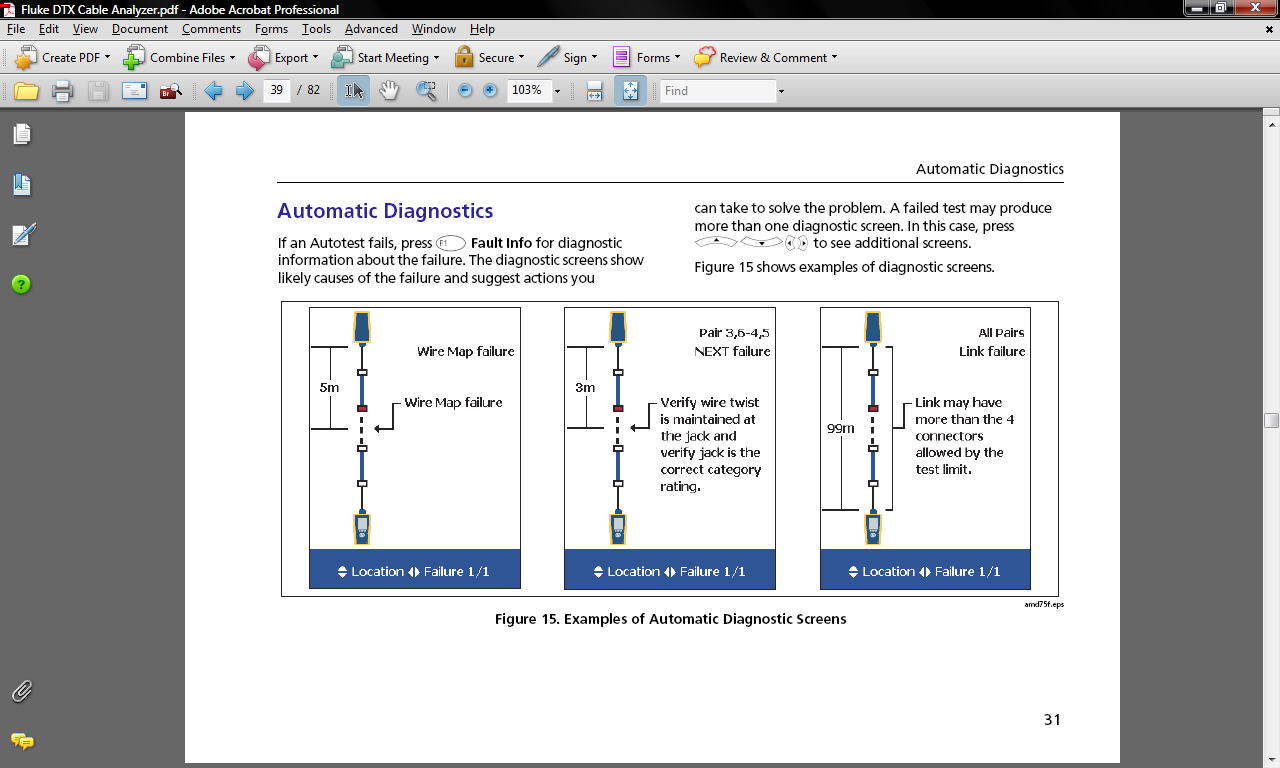 Fluke DTX Cable Analyzer.pdf - Adobe Acrobat Professional
File Edit View Document Comments Forms Tools Advanced Window Help
Create PDF Combine Files Export Start Meeting Secure Sign Forms Review & Comment
39 / 82 103% Find
Automatic Diagnostics
Automatic Diagnostics
If an Autotest fails, press F1 Fault Info for diagnostic
information about the failure. The diagnostic screens show
likely causes of the failure and suggest actions you
can take to solve the problem. A failed test may produce
more than one diagnostic screen. In this case, press
to see additional screens.
Figure 15 shows examples of diagnostic screens.
Wire Map failure
5m
Wire Map failure
Location Failure 1/1
Pair 3,6-4,5
NEXT failure
3m
Verify wire twist
is maintained at
the jack and
verify jack is the
correct category
rating.
Location Failure 1/1
All Pairs
Link failure
99m
Link may have
more than the 4
connectors
allowed by the
test limit.
Location Failure 1/1
amd75f.eps
Figure 15. Examples of Automatic Diagnostic Screens
31